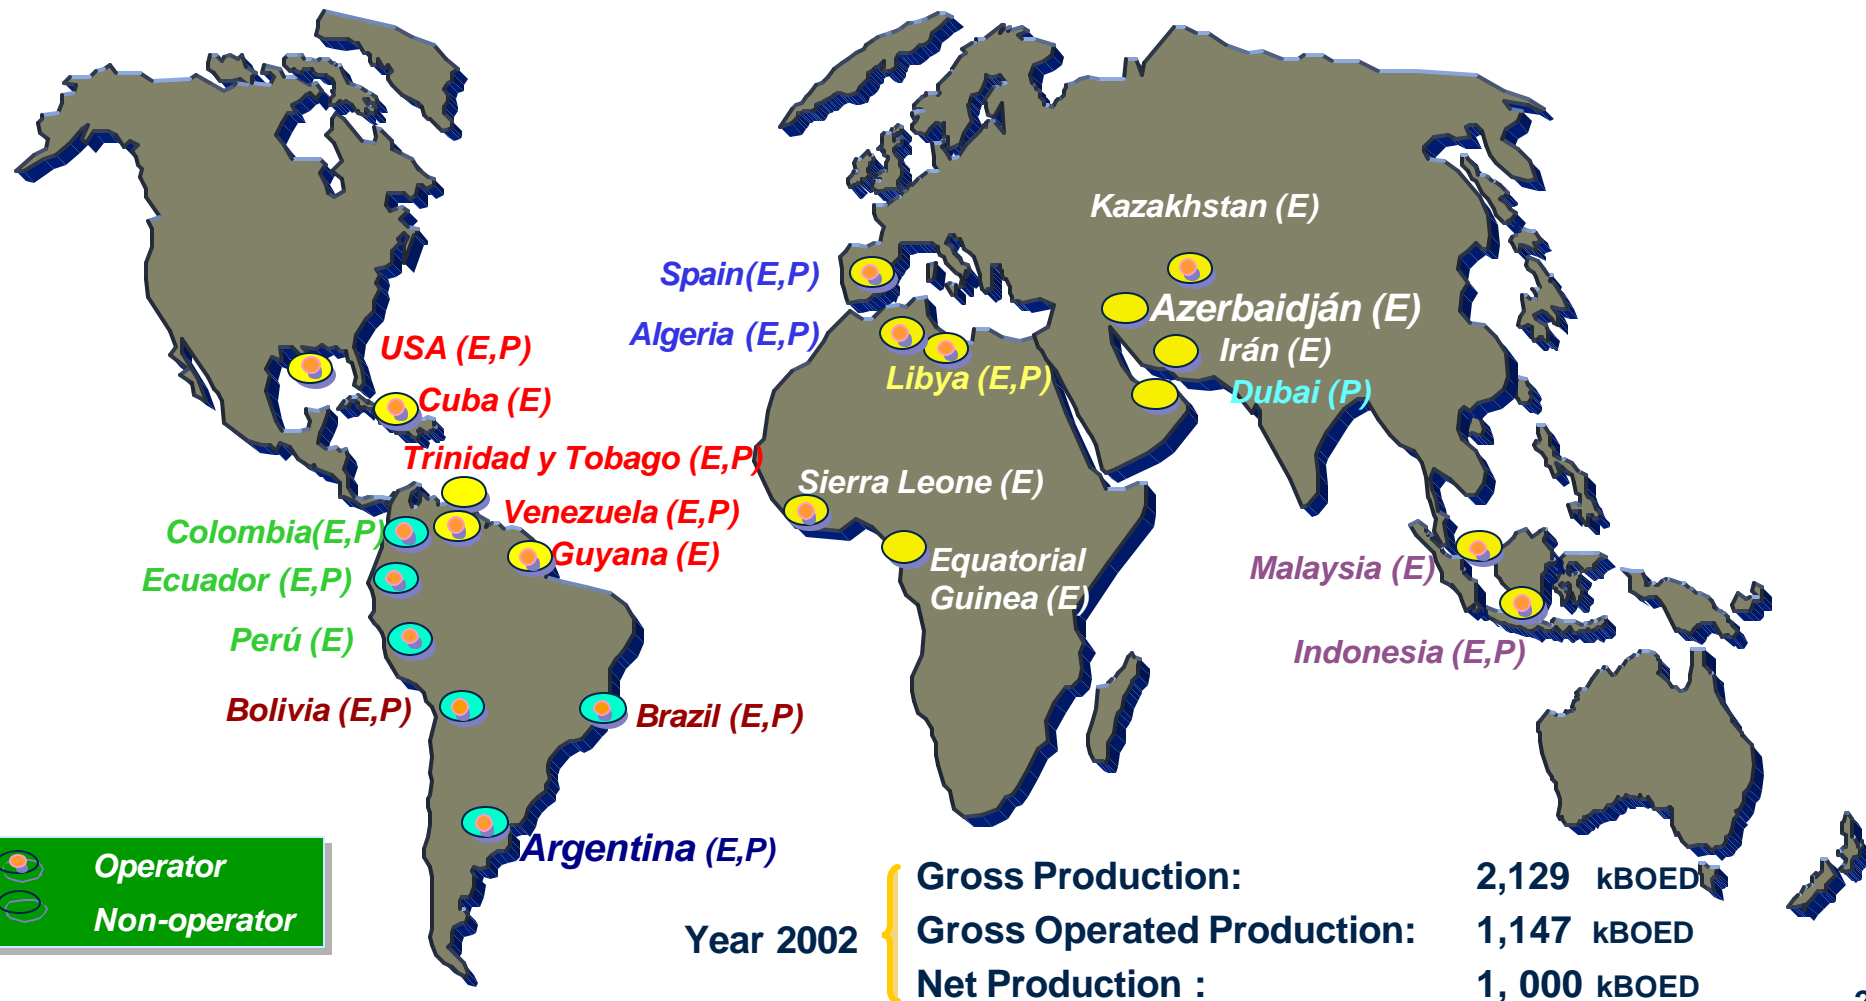 Kazakhstan (E)
Spain(E,P)
Azerbaidján (E)
Algeria (E,P)
USA (E,P)
Irán (E)
Libya (E,P)
Dubai (P)
Cuba (E)
Trinidad y Tobago (E,P)
Sierra Leone (E)
Venezuela (E,P)
Colombia(E,P)
Guyana (E)
Equatorial
Guinea (E)
Malaysia (E)
Ecuador (E,P)
Perú (E)
Indonesia (E,P)
Bolivia (E,P)
Brazil (E,P)
Argentina (E,P)
Operator
Non-operator
Year 2002
Gross Production: 2,129 kBOED
Gross Operated Production: 1,147 kBOED
Net Production : 1, 000 kBOED